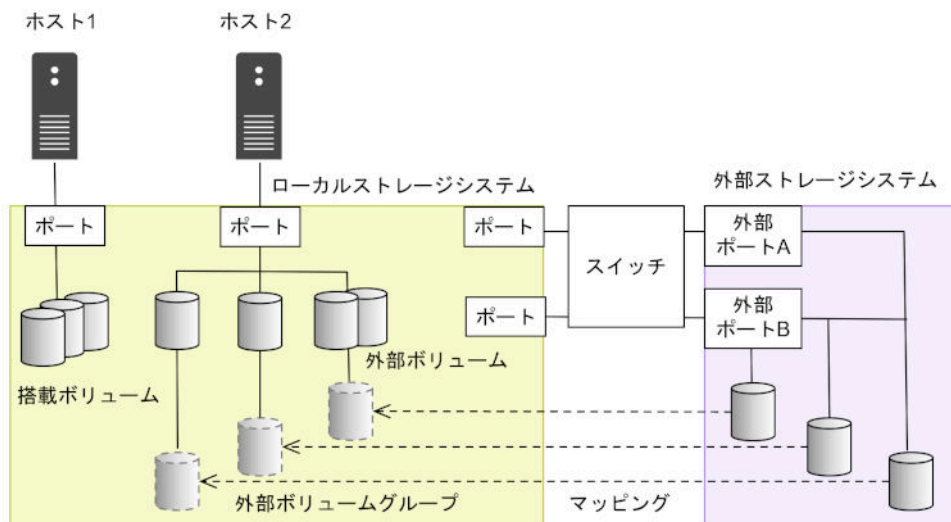 ホスト1
ホスト2
ローカルストレージシステム
外部ストレージシステム
ポート
ポート
ポート
スイッチ
外部
ポートA
ポート
外部
ポートB
搭載ボリューム
外部ボリューム
外部ボリュームグループ
マッピング